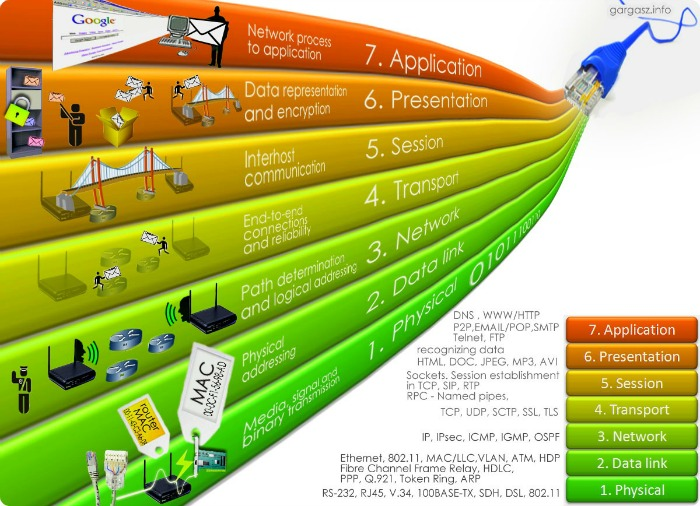 gargasz.info
Google
Network process
to application
7. Application
Data representation
and encryption
6. Presentation
Interhost
communication
5. Session
End-to-end
connections
and reliability
4. Transport
Path determination
and logical addressing
3. Network
Physical
addressing
2. Data link
Media, signal and
binary transmission
1. Physical
MAC
router
MAC
DNS, WWW/HTTP
P2P,EMAIL/POP,SMTP
Telnet, FTP
7. Application
recognizing data
HTML, DOC, JPEG, MP3, AVI
6. Presentation
Sockets. Session establishment
in TCP, SIP, RTP
RPC - Named pipes,
5. Session
TCP, UDP, SCTP, SSL, TLS
4. Transport
IP, IPsec, ICMP, IGMP, OSPF
3. Network
Ethernet, 802.11, MAC/LLC,VLAN, ATM, HDP
Fibre Channel Frame Relay, HDLC,
PPP, Q.921, Token Ring, ARP
2. Data link
RS-232, RJ45, V.34, 100BASE-TX, SDH, DSL, 802.11
1. Physical